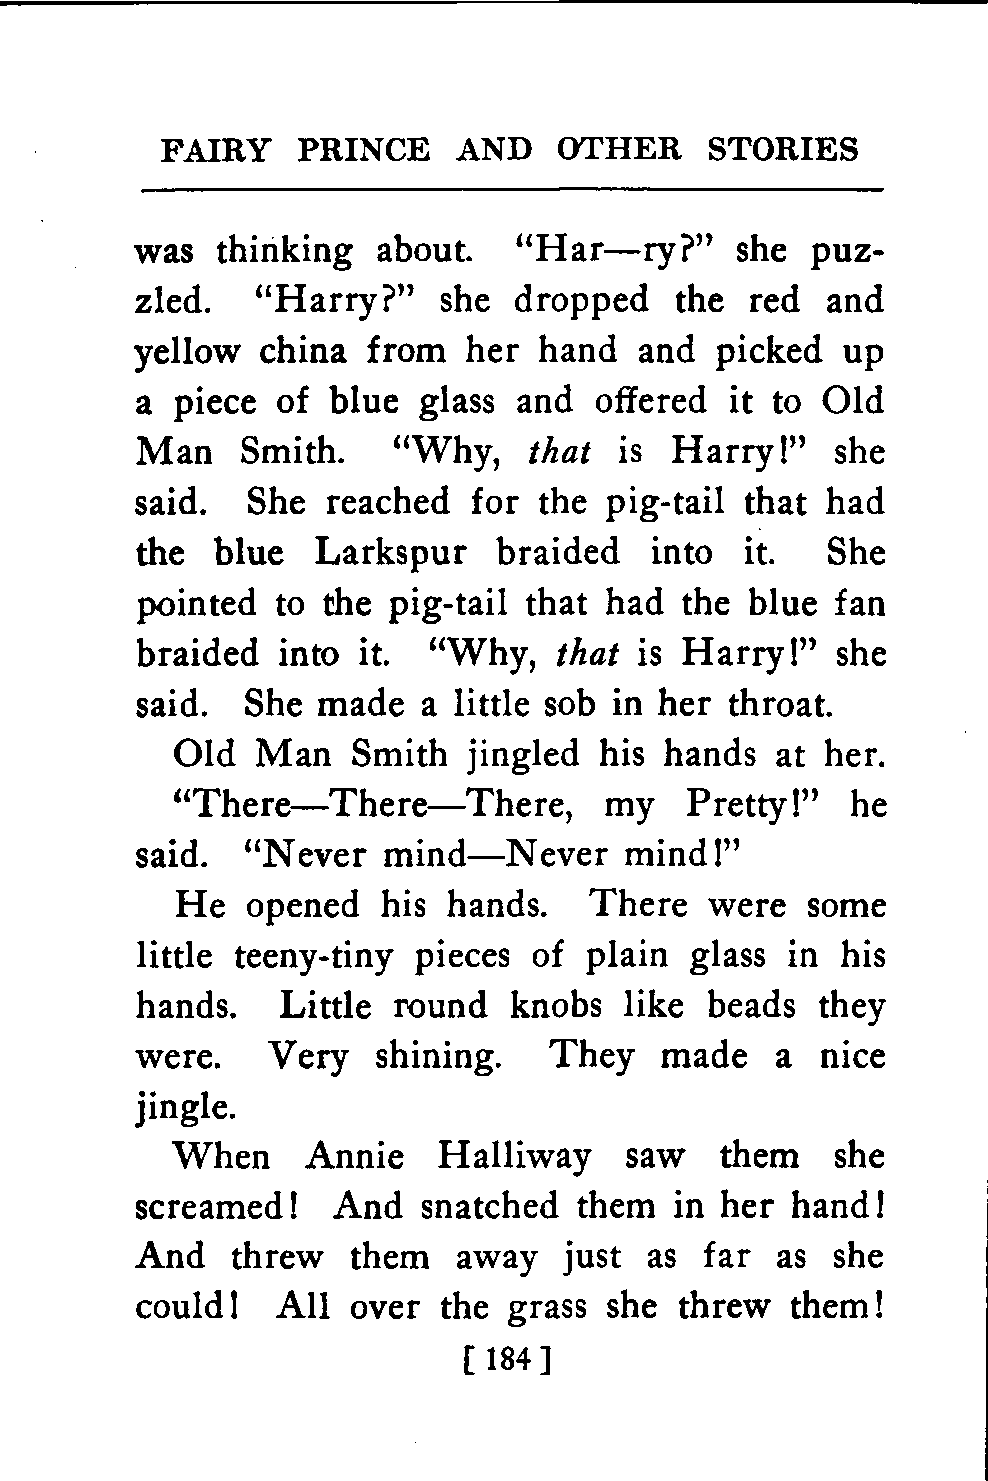 FAIRY PRINCE AND OTHER STORIES
was thinking about. “Har—ry?” she puz-
zled. “Harry?” she dropped the red and
yellow china from her hand and picked up
a piece of blue glass and offered it to Old
Man Smith. “Why, that is Harry!” she
said. She reached for the pig-tail that had
the blue Larkspur braided into it. She
pointed to the pig-tail that had the blue fan
braided into it. “Why, that is Harry!” she
said. She made a little sob in her throat.
Old Man Smith jingled his hands at her.
“There—There—There, my Pretty!” he
said. “Never mind—Never mind!”
He opened his hands. There were some
little teeny-tiny pieces of plain glass in his
hands. Little round knobs like beads they
were. Very shining. They made a nice
jingle.
When Annie Halliway saw them she
screamed! And snatched them in her hand!
And threw them away just as far as she
could! All over the grass she threw them!
[ 184 ]